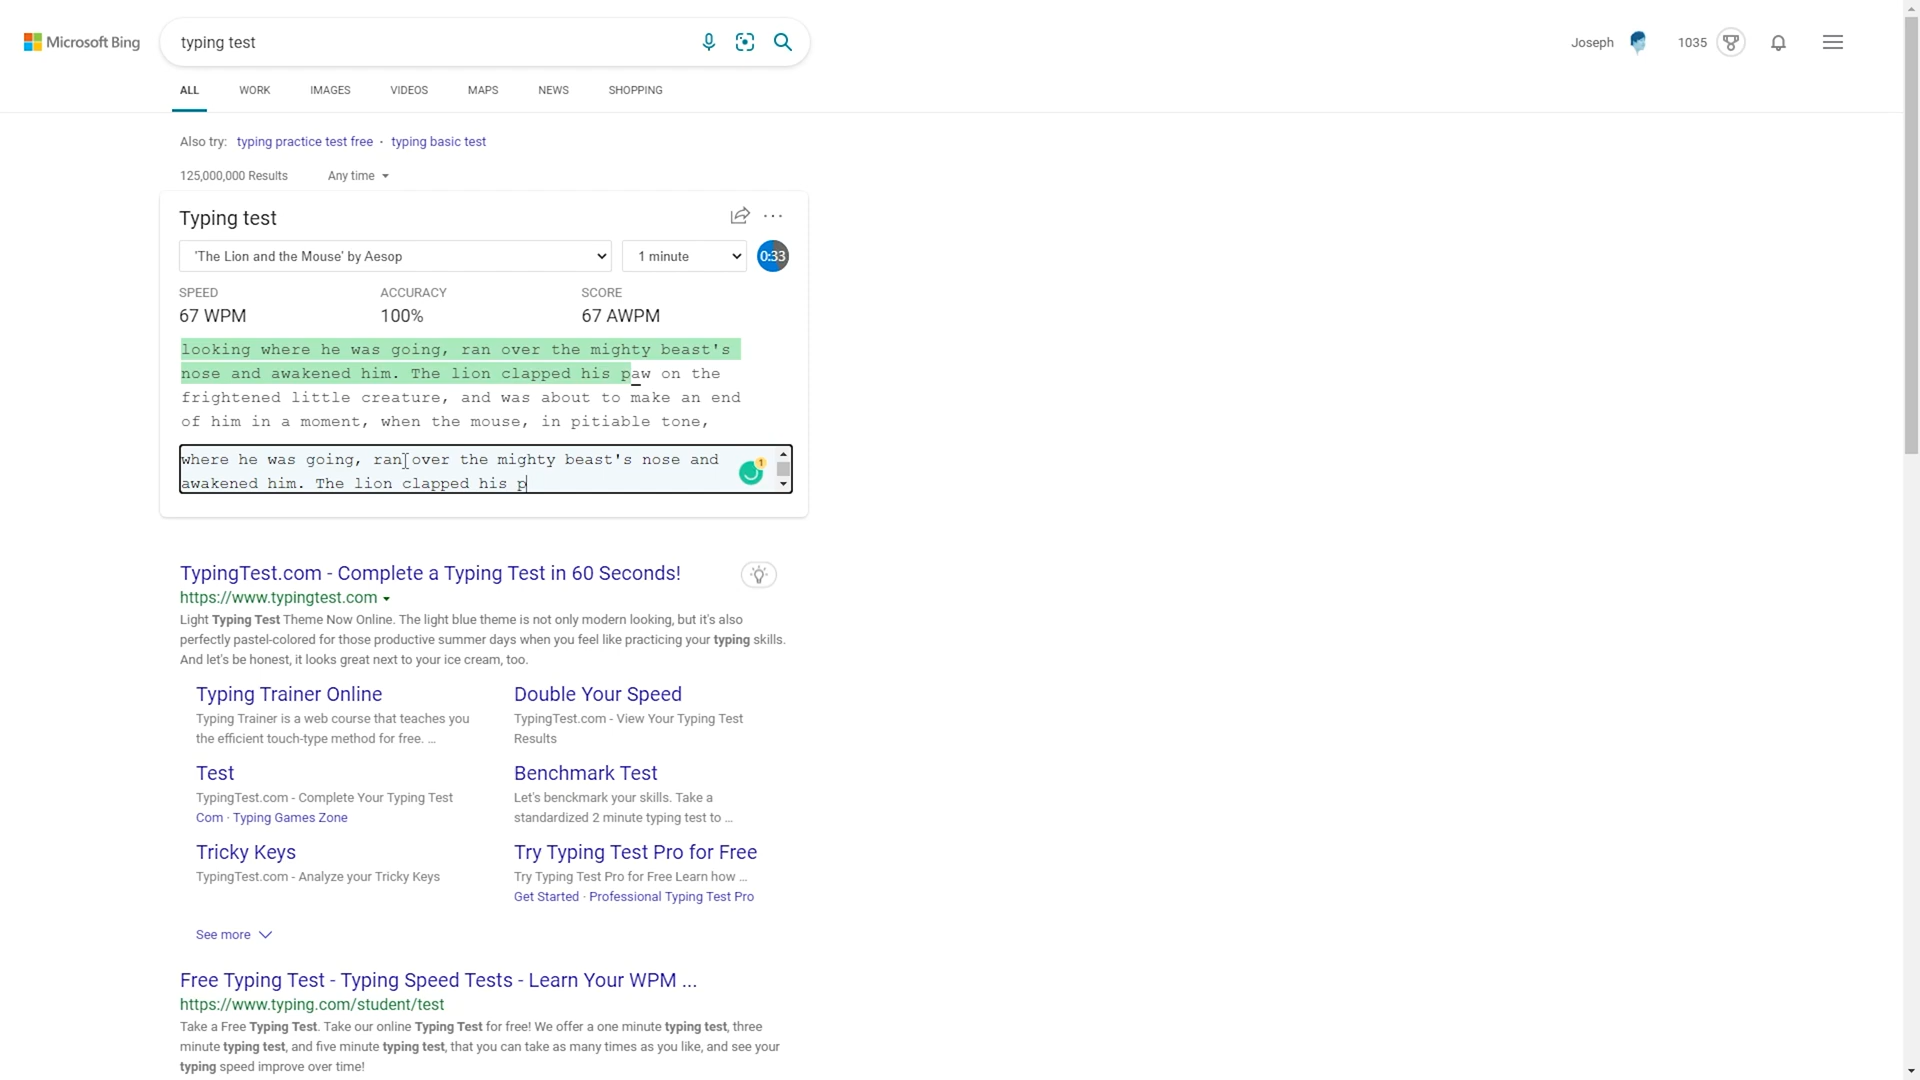 Microsoft Bing
typing test
Joseph
1035
ALL WORK IMAGES VIDEOS MAPS NEWS SHOPPING
Also try: typing practice test free · typing basic test
125,000,000 Results Any time
Typing test
'The Lion and the Mouse' by Aesop 1 minute 0:33
SPEED ACCURACY SCORE
67 WPM 100% 67 AWPM
looking where he was going, ran over the mighty beast's
nose and awakened him. The lion clapped his paw on the
frightened little creature, and was about to make an end
of him in a moment, when the mouse, in pitiable tone,
where he was going, ran over the mighty beast's nose and
awakened him. The lion clapped his p
1
TypingTest.com - Complete a Typing Test in 60 Seconds!
https://www.typingtest.com
Light Typing Test Theme Now Online. The light blue theme is not only modern looking, but it's also
perfectly pastel-colored for those productive summer days when you feel like practicing your typing skills.
And let's be honest, it looks great next to your ice cream, too.
Typing Trainer Online
Typing Trainer is a web course that teaches you
the efficient touch-type method for free. …
Double Your Speed
TypingTest.com - View Your Typing Test
Results
Test
TypingTest.com - Complete Your Typing Test
Com · Typing Games Zone
Benchmark Test
Let's benckmark your skills. Take a
standardized 2 minute typing test to …
Tricky Keys
TypingTest.com - Analyze your Tricky Keys
Try Typing Test Pro for Free
Try Typing Test Pro for Free Learn how …
Get Started · Professional Typing Test Pro
See more
Free Typing Test - Typing Speed Tests - Learn Your WPM ...
https://www.typing.com/student/test
Take a Free Typing Test. Take our online Typing Test for free! We offer a one minute typing test, three
minute typing test, and five minute typing test, that you can take as many times as you like, and see your
typing speed improve over time!